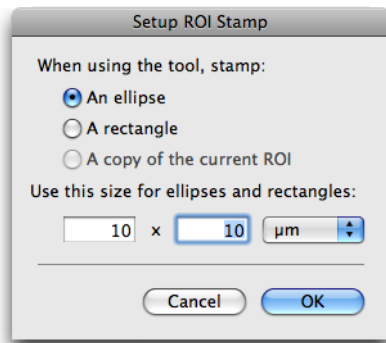 Setup ROI Stamp
When using the tool, stamp:
An ellipse
A rectangle
A copy of the current ROI
Use this size for ellipses and rectangles:
10 x 10 µm
Cancel OK